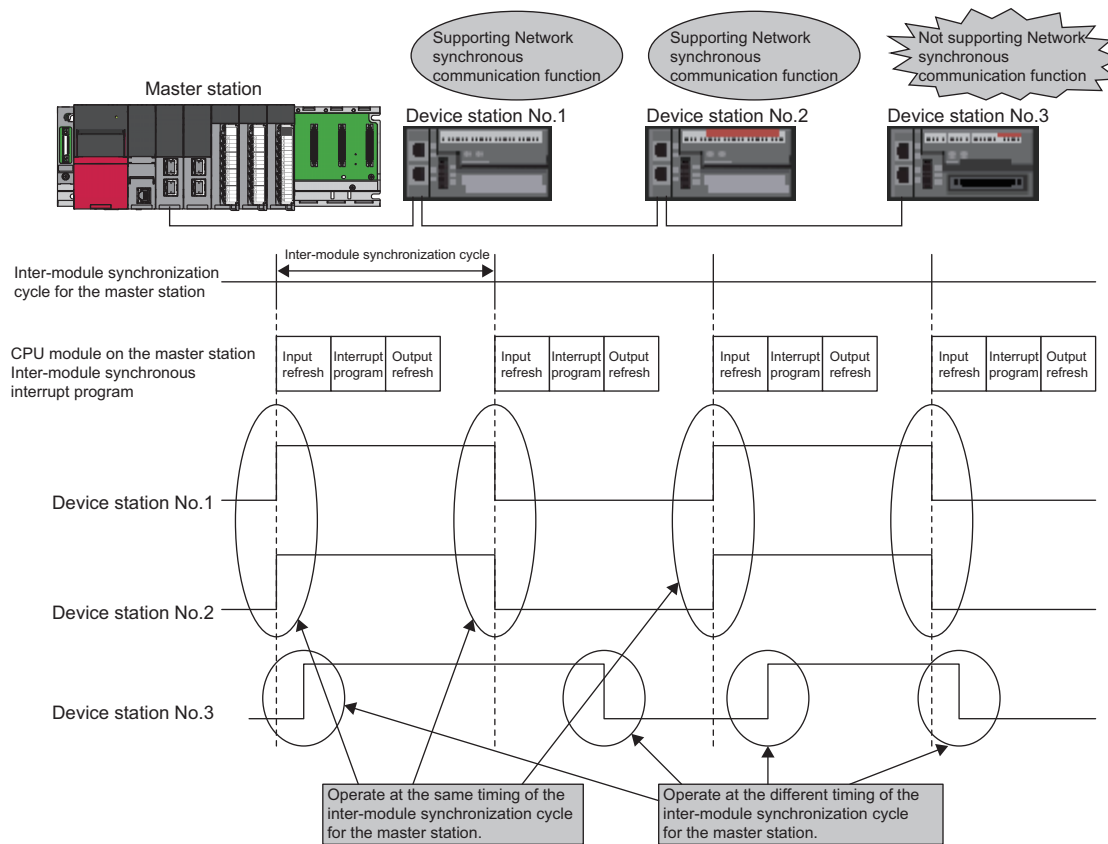 Supporting Network
synchronous
communication function
Supporting Network
synchronous
communication function
Not supporting Network
synchronous
communication function
Master station
Device station No.1
Device station No.2
Device station No.3
Inter-module synchronization cycle
Inter-module synchronization
cycle for the master station
CPU module on the master station
Inter-module synchronous
interrupt program
Input
refresh
Interrupt
program
Output
refresh
Input
refresh
Interrupt
program
Output
refresh
Input
refresh
Interrupt
program
Output
refresh
Input
refresh
Interrupt
program
Output
refresh
Device station No.1
Device station No.2
Device station No.3
Operate at the same timing of the
inter-module synchronization cycle
for the master station.
Operate at the different timing of the
inter-module synchronization cycle
for the master station.